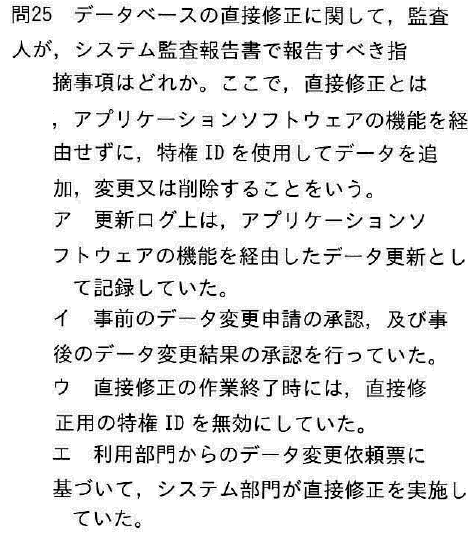 問25 データベースの直接修正に関して，監査
人が，システム監査報告書で報告すべき指
摘事項はどれか。ここで，直接修正とは
，アプリケーションソフトウェアの機能を経
由せずに，特権 ID を使用してデータを追
加，変更又は削除することをいう。
ア 更新ログ上は，アプリケーションソ
フトウェアの機能を経由したデータ更新とし
て記録していた。
イ 事前のデータ変更申請の承認，及び事
後のデータ変更結果の承認を行っていた。
ウ 直接修正の作業終了時には，直接修
正用の特権 ID を無効にしていた。
エ 利用部門からのデータ変更依頼票に
基づいて，システム部門が直接修正を実施し
ていた。